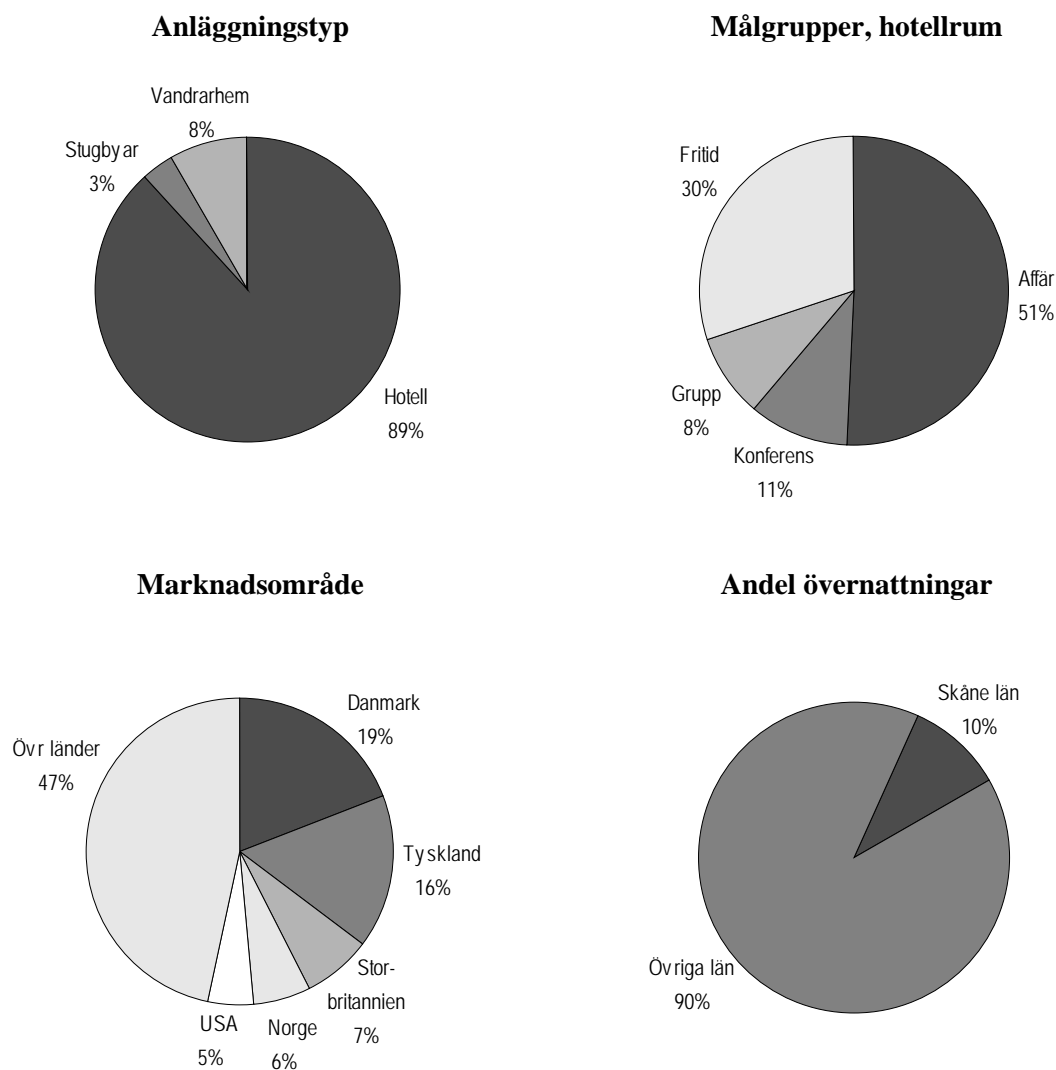 Anläggningstyp
Vandrarhem
8%
Stugbyar
3%
Hotell
89%
Målgrupper, hotellrum
Fritid
30%
Affär
51%
Grupp
8%
Konferens
11%
Marknadsområde
Danmark
19%
Övr länder
47%
Tyskland
16%
Stor-
britannien
7%
Norge
6%
USA
5%
Andel övernattningar
Skåne län
10%
Övriga län
90%